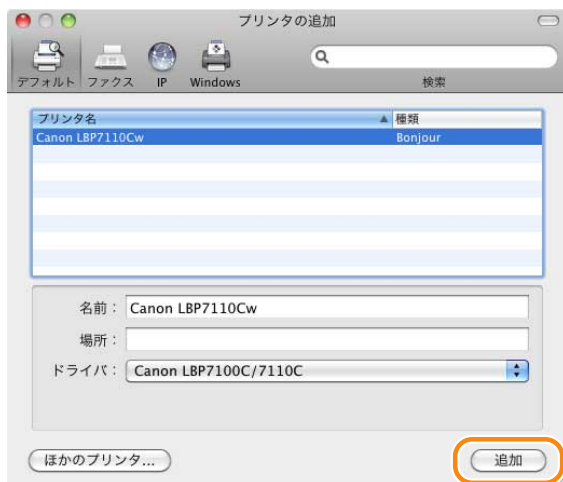 プリンタの追加
デフォルト ファクス IP Windows 検索
プリンタ名 種類
Canon LBP7110Cw Bonjour
名前： Canon LBP7110Cw
場所：
ドライバ： Canon LBP7100C/7110C
ほかのプリンタ... 追加